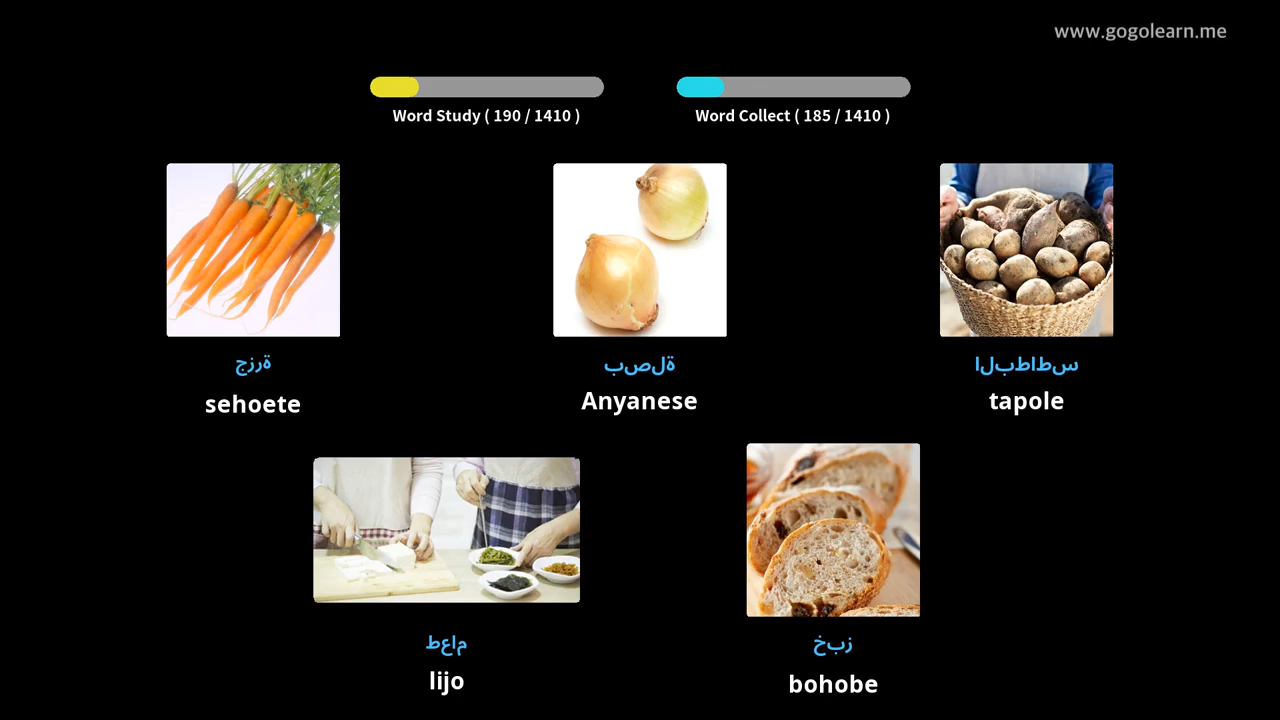 www.gogolearn.me
Word Study ( 190 / 1410 )
Word Collect ( 185 / 1410 )
ةرزج
sehoete
ةلصب
Anyanese
سطاطبلا
tapole
ماعط
lijo
زبخ
bohobe